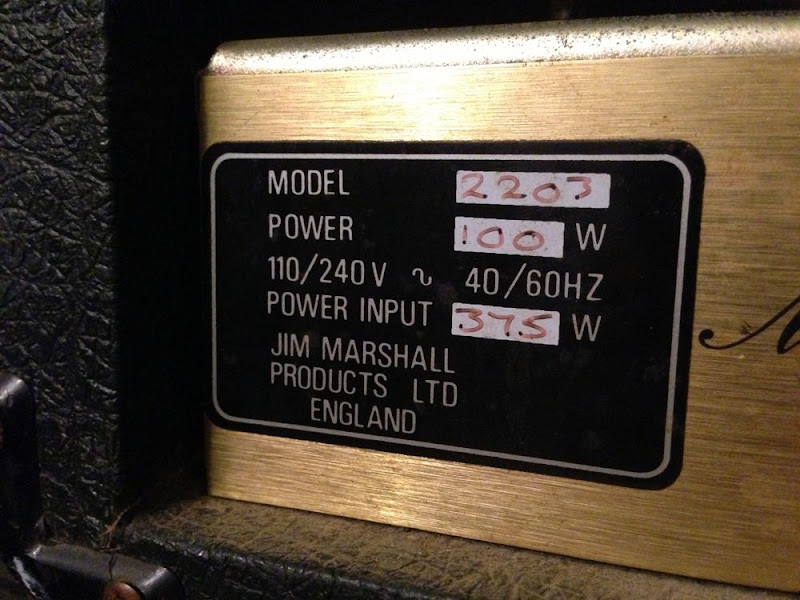 MODEL 2203
POWER 100 W
110/240V ~ 40/60HZ
POWER INPUT 375 W
JIM MARSHALL
PRODUCTS LTD
ENGLAND